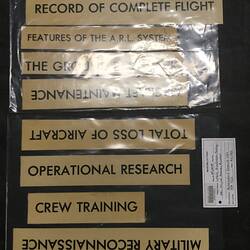 RECORD OF COMPLETE FLIGHT
FEATURES OF THE A.R.L. SYSTEM
THE
MAINTENANCE
TOTAL LOSS OF AIRCRAFT
OPERATIONAL RESEARCH
CREW TRAINING
MILITARY RECONNAISSANCE